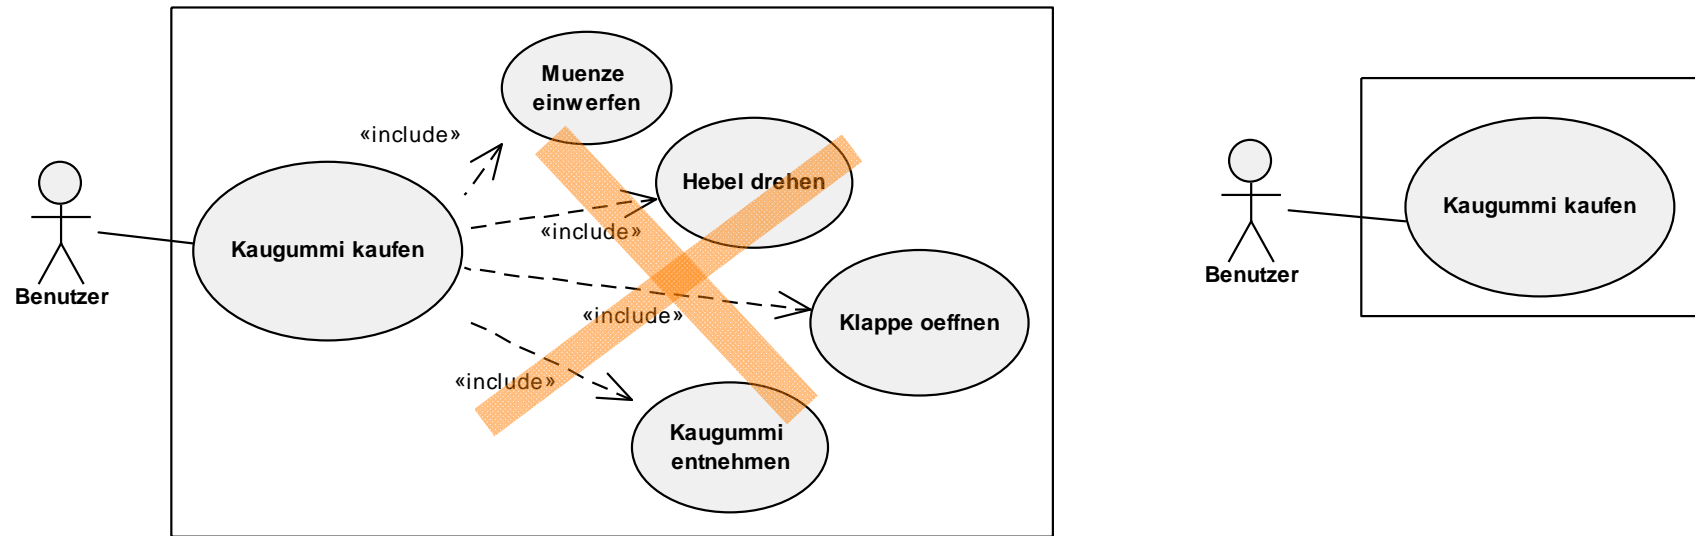 Muenze
einwerfen
«include»
Hebel drehen
«include»
Kaugummi kaufen
Benutzer
«include»
Klappe oeffnen
«include»
Kaugummi
entnehmen
Kaugummi kaufen
Benutzer